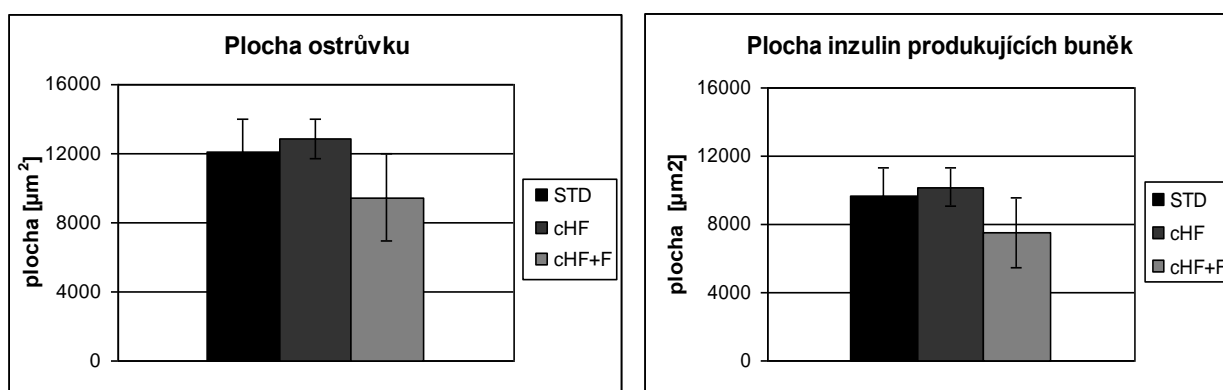 Plocha ostrůvku
plocha [µm²]
16000
12000
8000
4000
0
STD
cHF
cHF+F
Plocha inzulin produkujících buněk
plocha [µm2]
16000
12000
8000
4000
0
STD
cHF
cHF+F